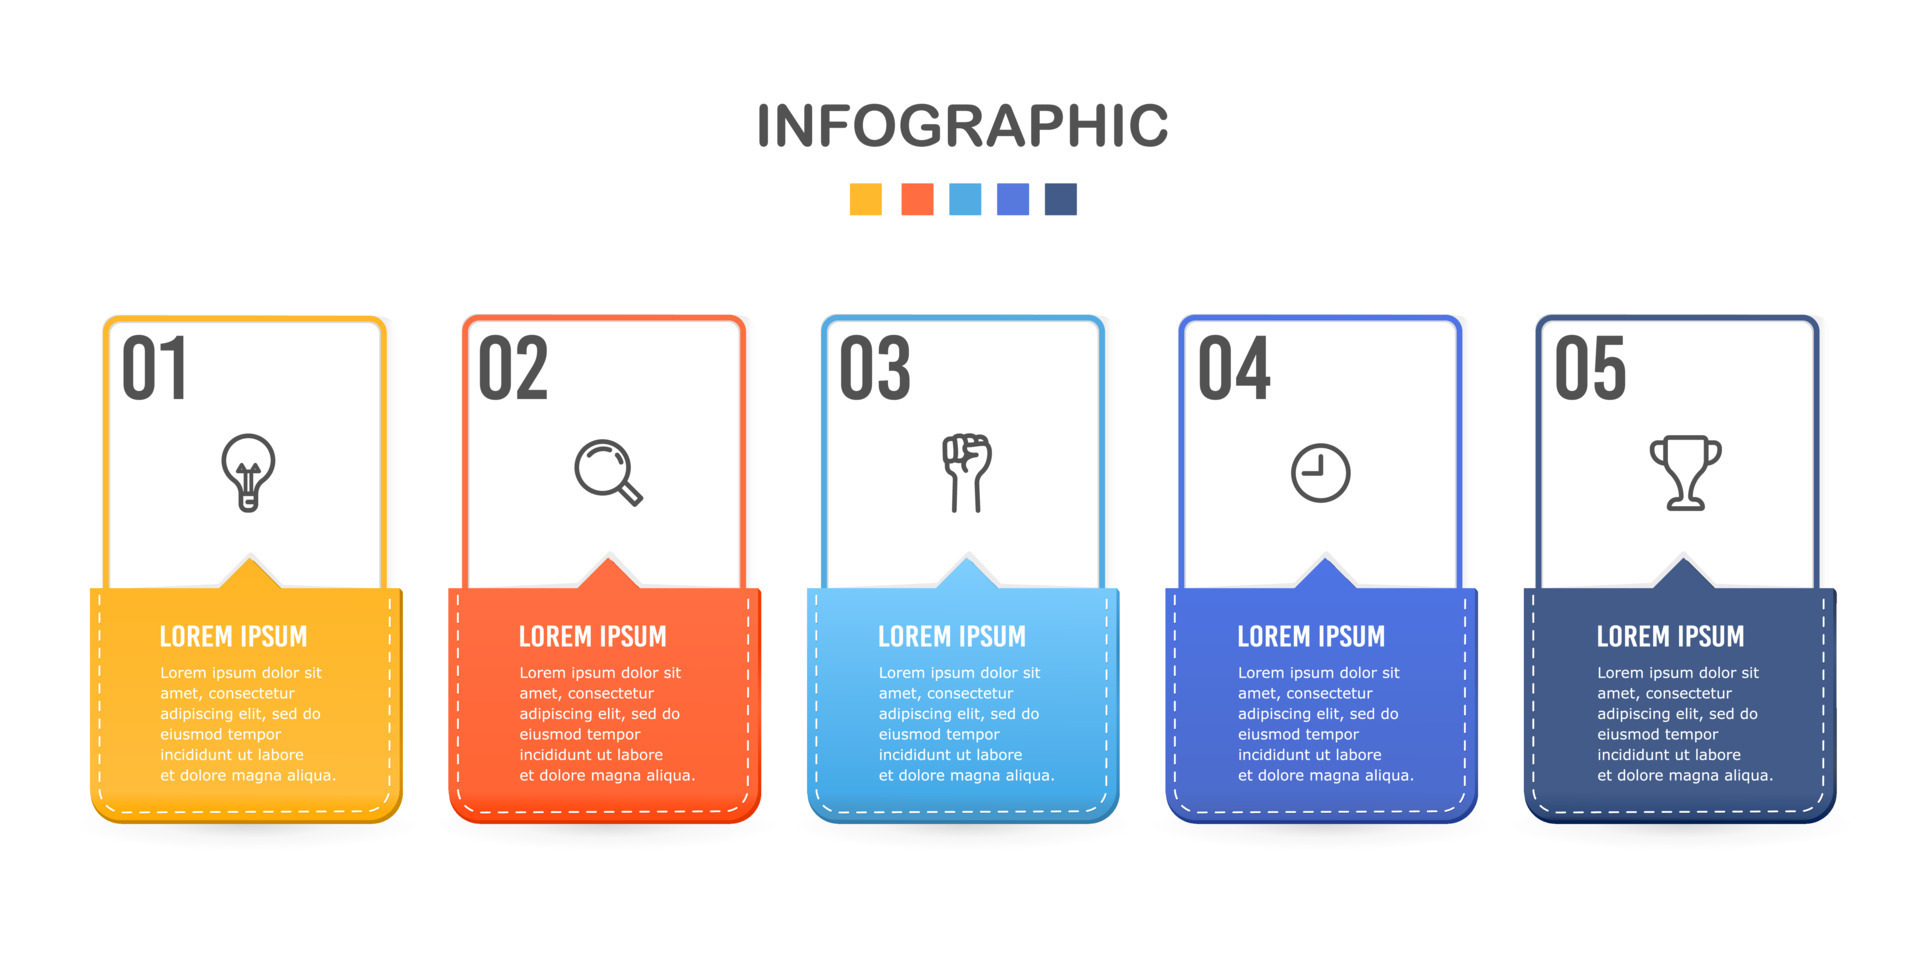 INFOGRAPHIC
01
LOREM IPSUM
Lorem ipsum dolor sit
amet, consectetur
adipiscing elit, sed do
eiusmod tempor
incididunt ut labore
et dolore magna aliqua.
02
LOREM IPSUM
Lorem ipsum dolor sit
amet, consectetur
adipiscing elit, sed do
eiusmod tempor
incididunt ut labore
et dolore magna aliqua.
03
LOREM IPSUM
Lorem ipsum dolor sit
amet, consectetur
adipiscing elit, sed do
eiusmod tempor
incididunt ut labore
et dolore magna aliqua.
04
LOREM IPSUM
Lorem ipsum dolor sit
amet, consectetur
adipiscing elit, sed do
eiusmod tempor
incididunt ut labore
et dolore magna aliqua.
05
LOREM IPSUM
Lorem ipsum dolor sit
amet, consectetur
adipiscing elit, sed do
eiusmod tempor
incididunt ut labore
et dolore magna aliqua.